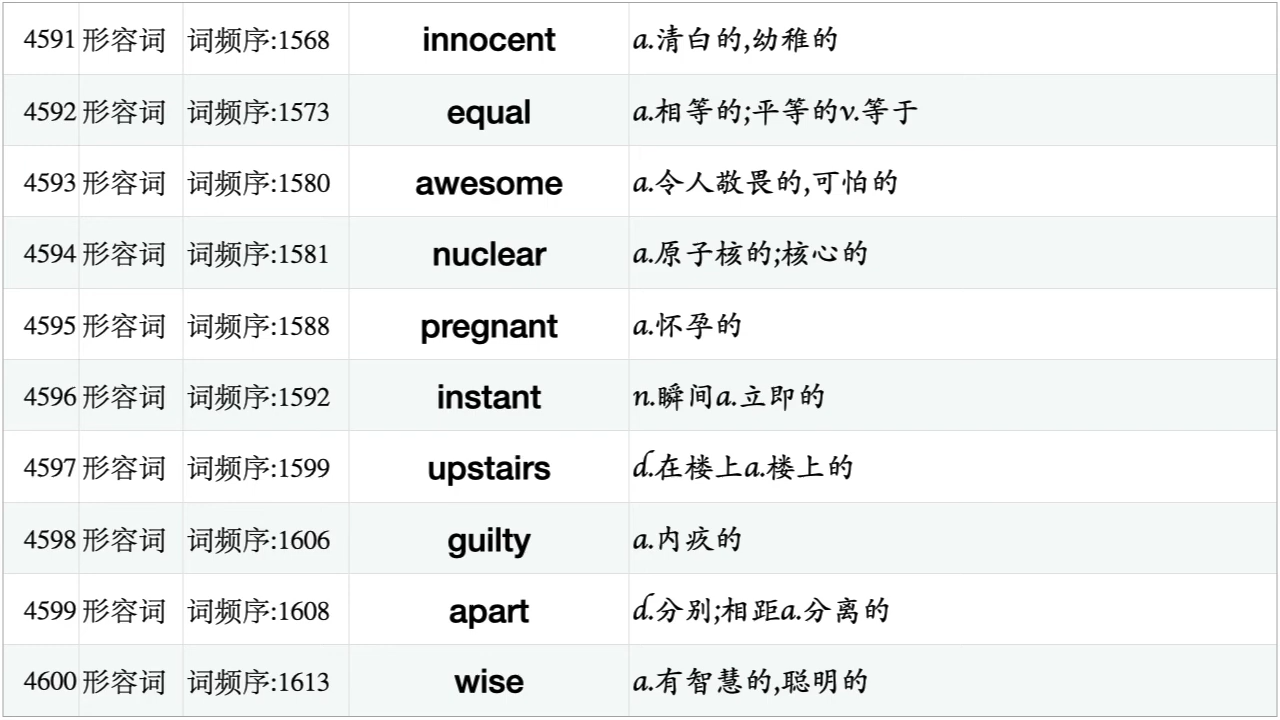 4591 形容词 词频序:1568 innocent a.清白的,幼稚的
4592 形容词 词频序:1573 equal a.相等的;平等的v.等于
4593 形容词 词频序:1580 awesome a.令人敬畏的,可怕的
4594 形容词 词频序:1581 nuclear a.原子核的;核心的
4595 形容词 词频序:1588 pregnant a.怀孕的
4596 形容词 词频序:1592 instant n.瞬间a.立即的
4597 形容词 词频序:1599 upstairs d.在楼上a.楼上的
4598 形容词 词频序:1606 guilty a.内疚的
4599 形容词 词频序:1608 apart d.分别;相距a.分离的
4600 形容词 词频序:1613 wise a.有智慧的,聪明的